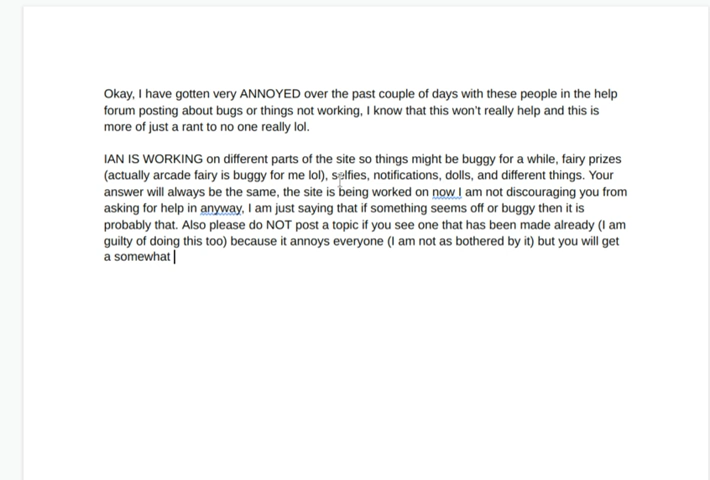 Okay, I have gotten very ANNOYED over the past couple of days with these people in the help
forum posting about bugs or things not working, I know that this won't really help and this is
more of just a rant to no one really lol.
IAN IS WORKING on different parts of the site so things might be buggy for a while, fairy prizes
(actually arcade fairy is buggy for me lol), selfies, notifications, dolls, and different things. Your
answer will always be the same, the site is being worked on now I am not discouraging you from
asking for help in anyway, I am just saying that if something seems off or buggy then it is
probably that. Also please do NOT post a topic if you see one that has been made already (I am
guilty of doing this too) because it annoys everyone (I am not as bothered by it) but you will get
a somewhat